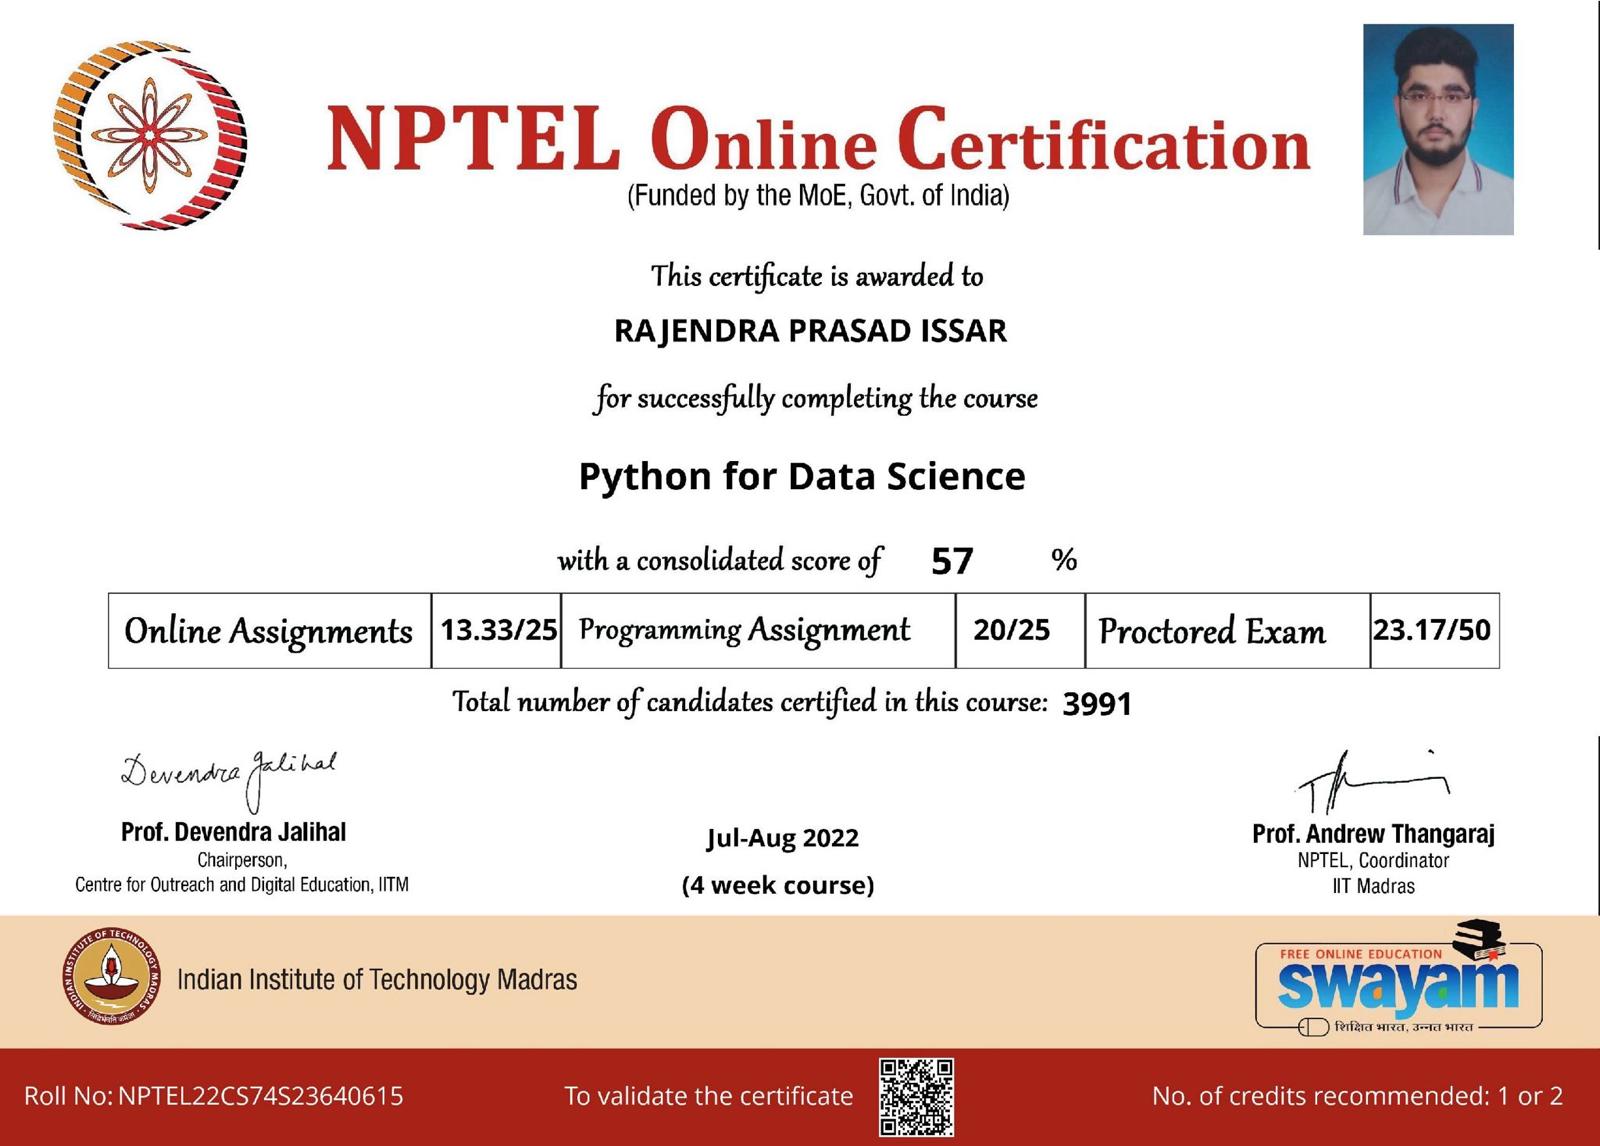 NPTEL Online Certification
(Funded by the MoE, Govt. of India)
This certificate is awarded to
RAJENDRA PRASAD ISSAR
for successfully completing the course
Python for Data Science
with a consolidated score of 57 %
Online Assignments 13.33/25 Programming Assignment 20/25 Proctored Exam 23.17/50
Total number of candidates certified in this course: 3991
Devendra Jalihal
Prof. Devendra Jalihal
Chairperson,
Centre for Outreach and Digital Education, IITM
Jul-Aug 2022
(4 week course)
Prof. Andrew Thangaraj
NPTEL, Coordinator
IIT Madras
INDIAN INSTITUTE OF TECHNOLOGY MADRAS
Indian Institute of Technology Madras
FREE ONLINE EDUCATION
swayam
शिक्षित भारत, उन्नत भारत
Roll No: NPTEL22CS74S23640615
To validate the certificate
No. of credits recommended: 1 or 2